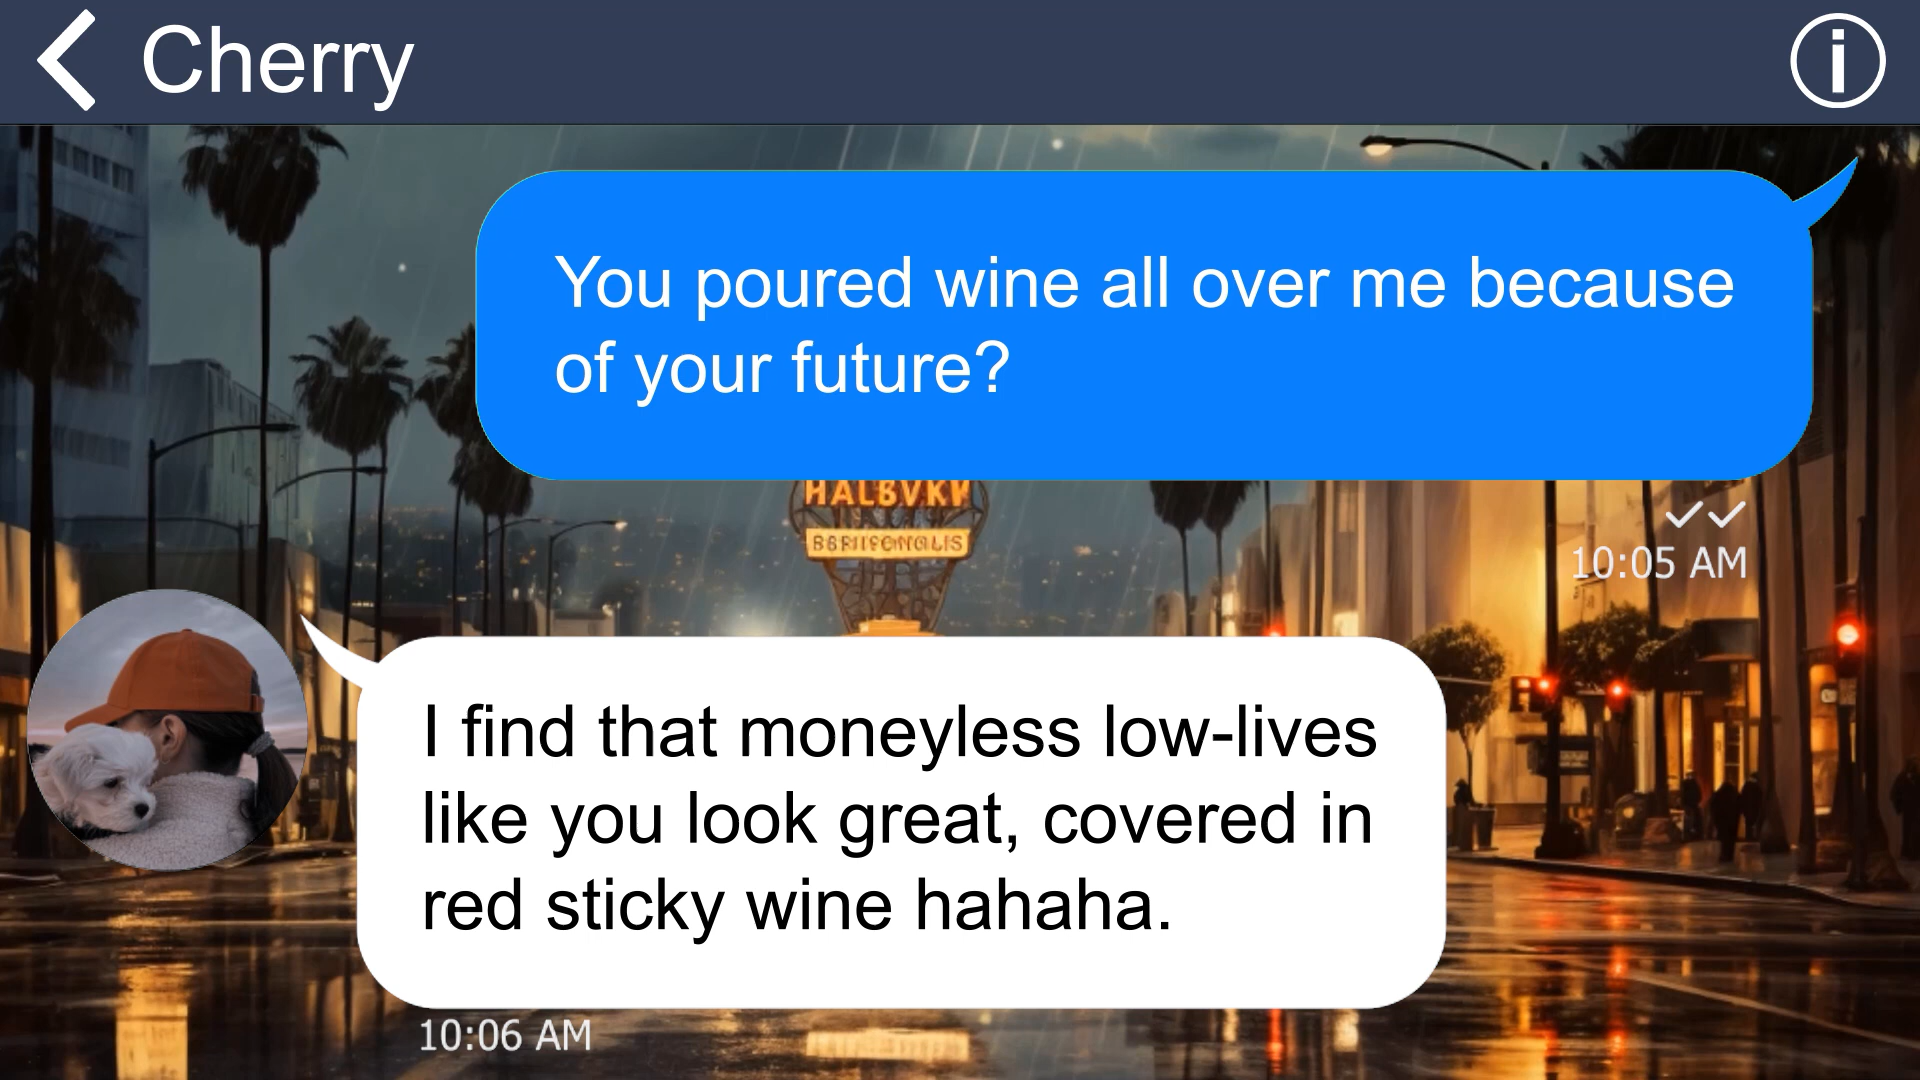 Cherry
You poured wine all over me because
of your future?
HALBVKV
10:05 AM
I find that moneyless low-lives
like you look great, covered in
red sticky wine hahaha.
10:06 AM